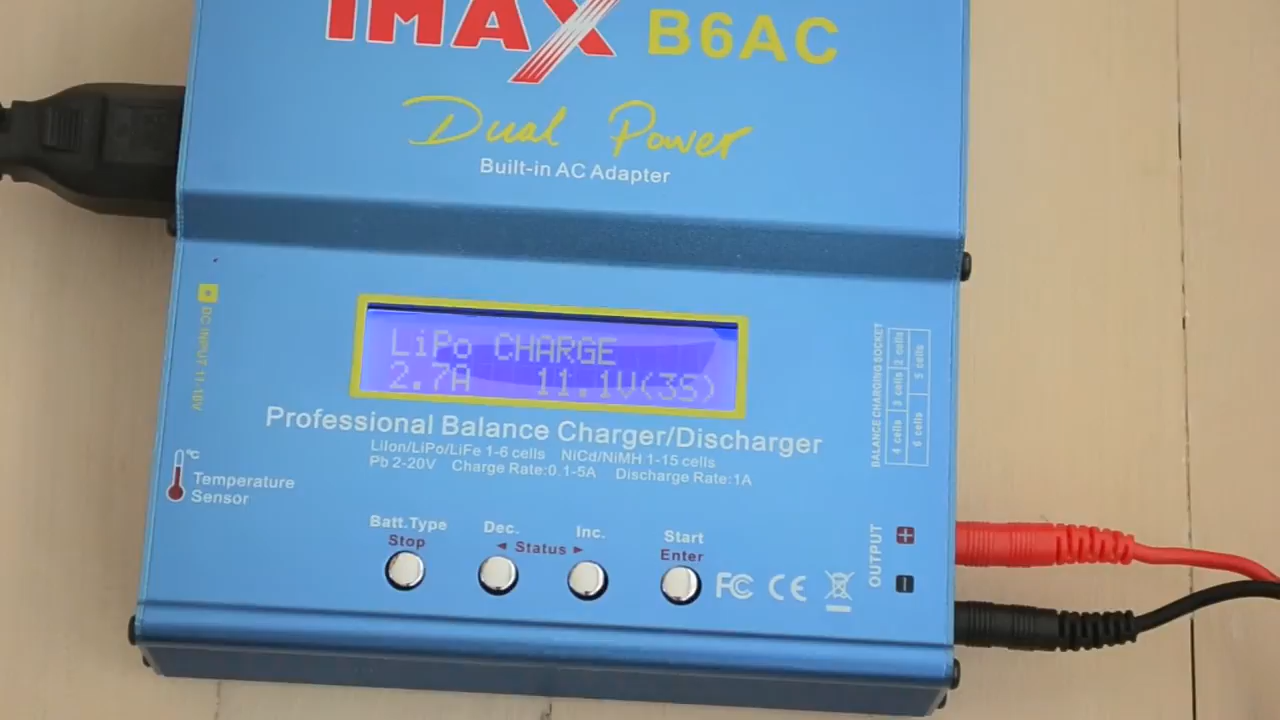 IMAX B6AC
Dual Power
Built-in AC Adapter
DC INPUT 11-18V
LiPo CHARGE
2.7A 11.1V(3S)
Professional Balance Charger/Discharger
LiIon/LiPo/LiFe 1-6 cells NiCd/NiMH 1-15 cells
Pb 2-20V Charge Rate:0.1-5A Discharge Rate:1A
°C
Temperature
Sensor
BALANCE CHARGING SOCKET
2 cells
3 cells
4 cells
5 cells
6 cells
Batt.Type
Stop
Dec.
Inc.
◄ Status ►
Start
Enter
FC CE
OUTPUT
+
−